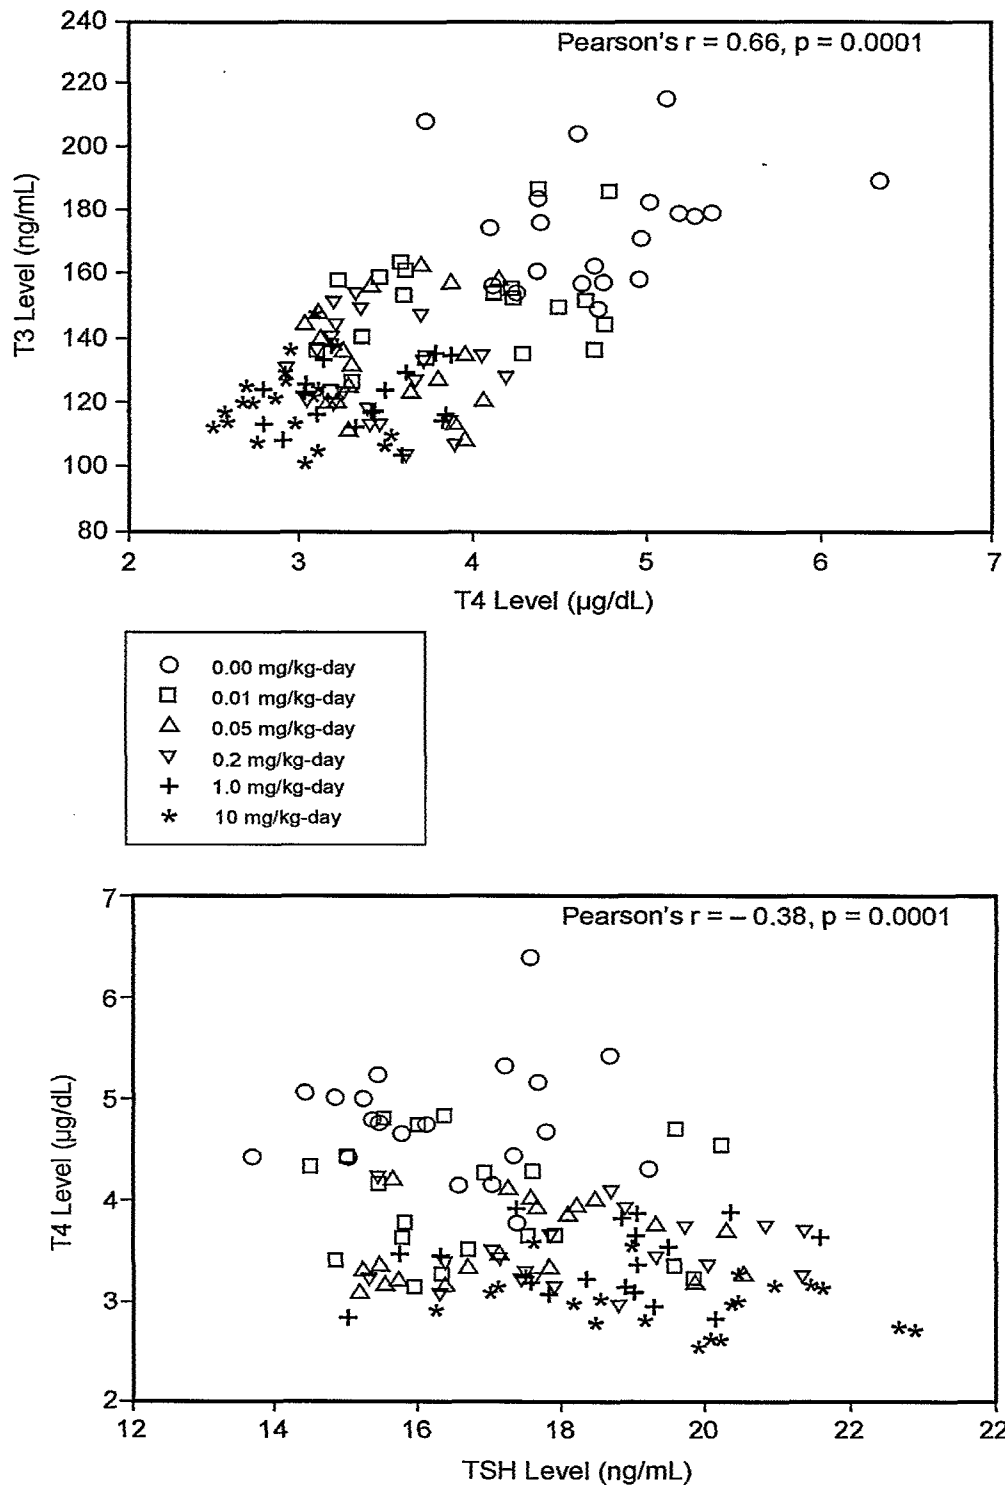 240
220
200
180
160
140
120
100
80
T3 Level (ng/mL)
Pearson's r = 0.66, p = 0.0001
2 3 4 5 6 7
T4 Level (µg/dL)
0.00 mg/kg-day
0.01 mg/kg-day
0.05 mg/kg-day
0.2 mg/kg-day
1.0 mg/kg-day
10 mg/kg-day
7
6
5
4
3
2
T4 Level (µg/dL)
Pearson's r = – 0.38, p = 0.0001
12 14 16 18 20 22 22
TSH Level (ng/mL)